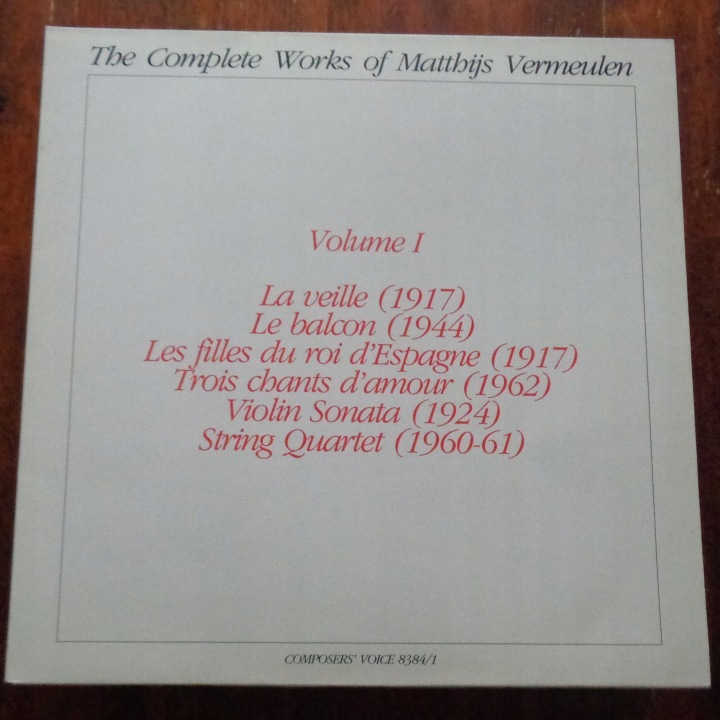 The Complete Works of Matthijs Vermeulen
Volume I
La veille (1917)
Le balcon (1944)
Les filles du roi d'Espagne (1917)
Trois chants d'amour (1962)
Violin Sonata (1924)
String Quartet (1960-61)
COMPOSERS' VOICE 8384/1